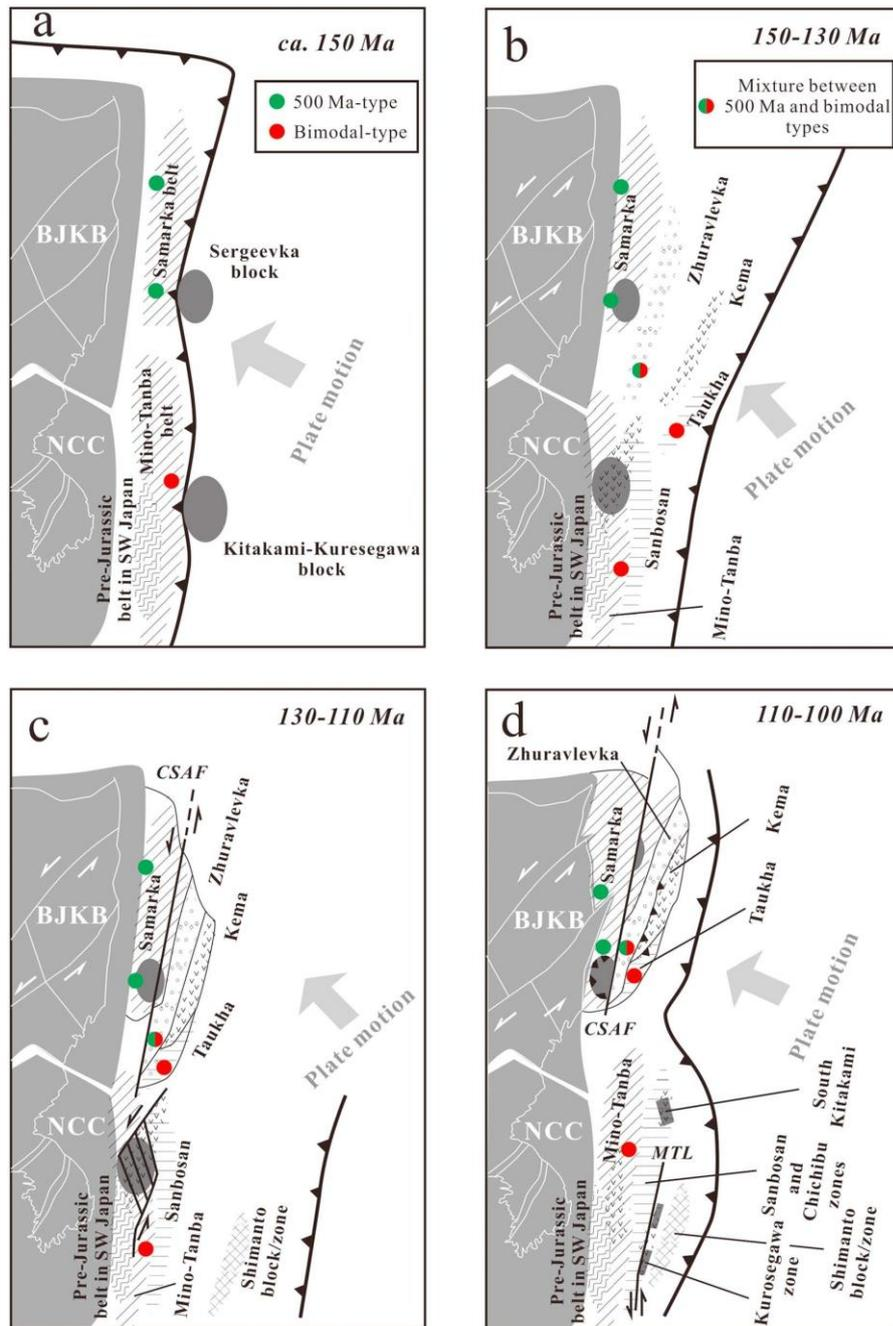 a
ca. 150 Ma
500 Ma-type
Bimodal-type
BJKB
Samarka belt
Sergeevka
block
Plate motion
NCC
Mino-Tanba
belt
Pre-Jurassic
belt in SW Japan
Kitakami-Kuresegawa
block
b
150-130 Ma
Mixture between
500 Ma and bimodal
types
BJKB
Samarka
Zhuravlevka
Kema
Taukha
Plate motion
NCC
Pre-Jurassic
belt in SW Japan
Sanbosan
Mino-Tanba
c
130-110 Ma
CSAF
Zhuravlevka
Kema
BJKB
Samarka
Taukha
Plate motion
NCC
Pre-Jurassic
belt in SW Japan
Mino-Tanba
Sanbosan
Shimanto
block/zone
d
110-100 Ma
Zhuravlevka
Kema
Taukha
BJKB
Samarka
CSAF
Plate motion
NCC
Mino-Tanba
MTL
Pre-Jurassic
belt in SW Japan
South
Kitakami
Sanbosan
and
Chichibu
zones
Kurosegawa
zone
Shimanto
block/zone